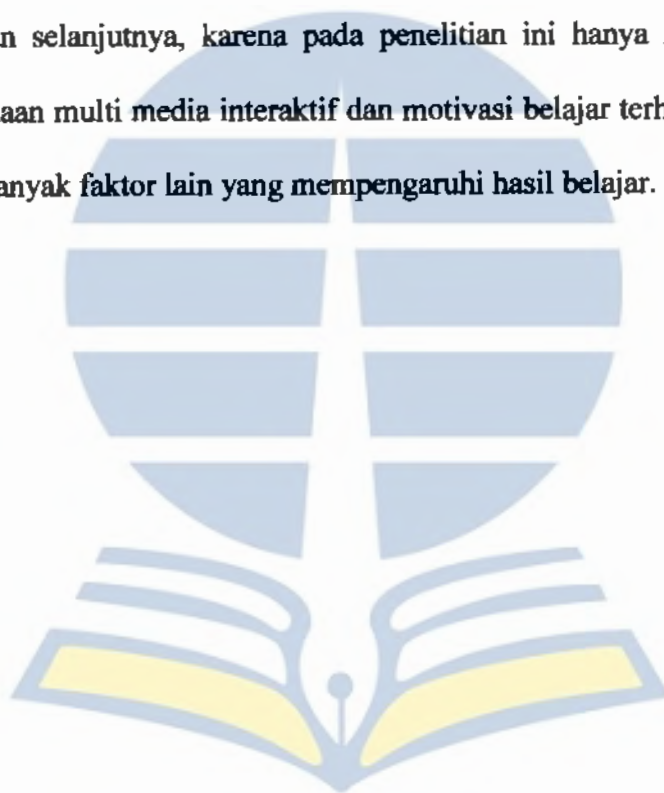 n selanjutnya, karena pada penelitian ini hanya
aan multi media interaktif dan motivasi belajar terh
anyak faktor lain yang mempengaruhi hasil belajar.